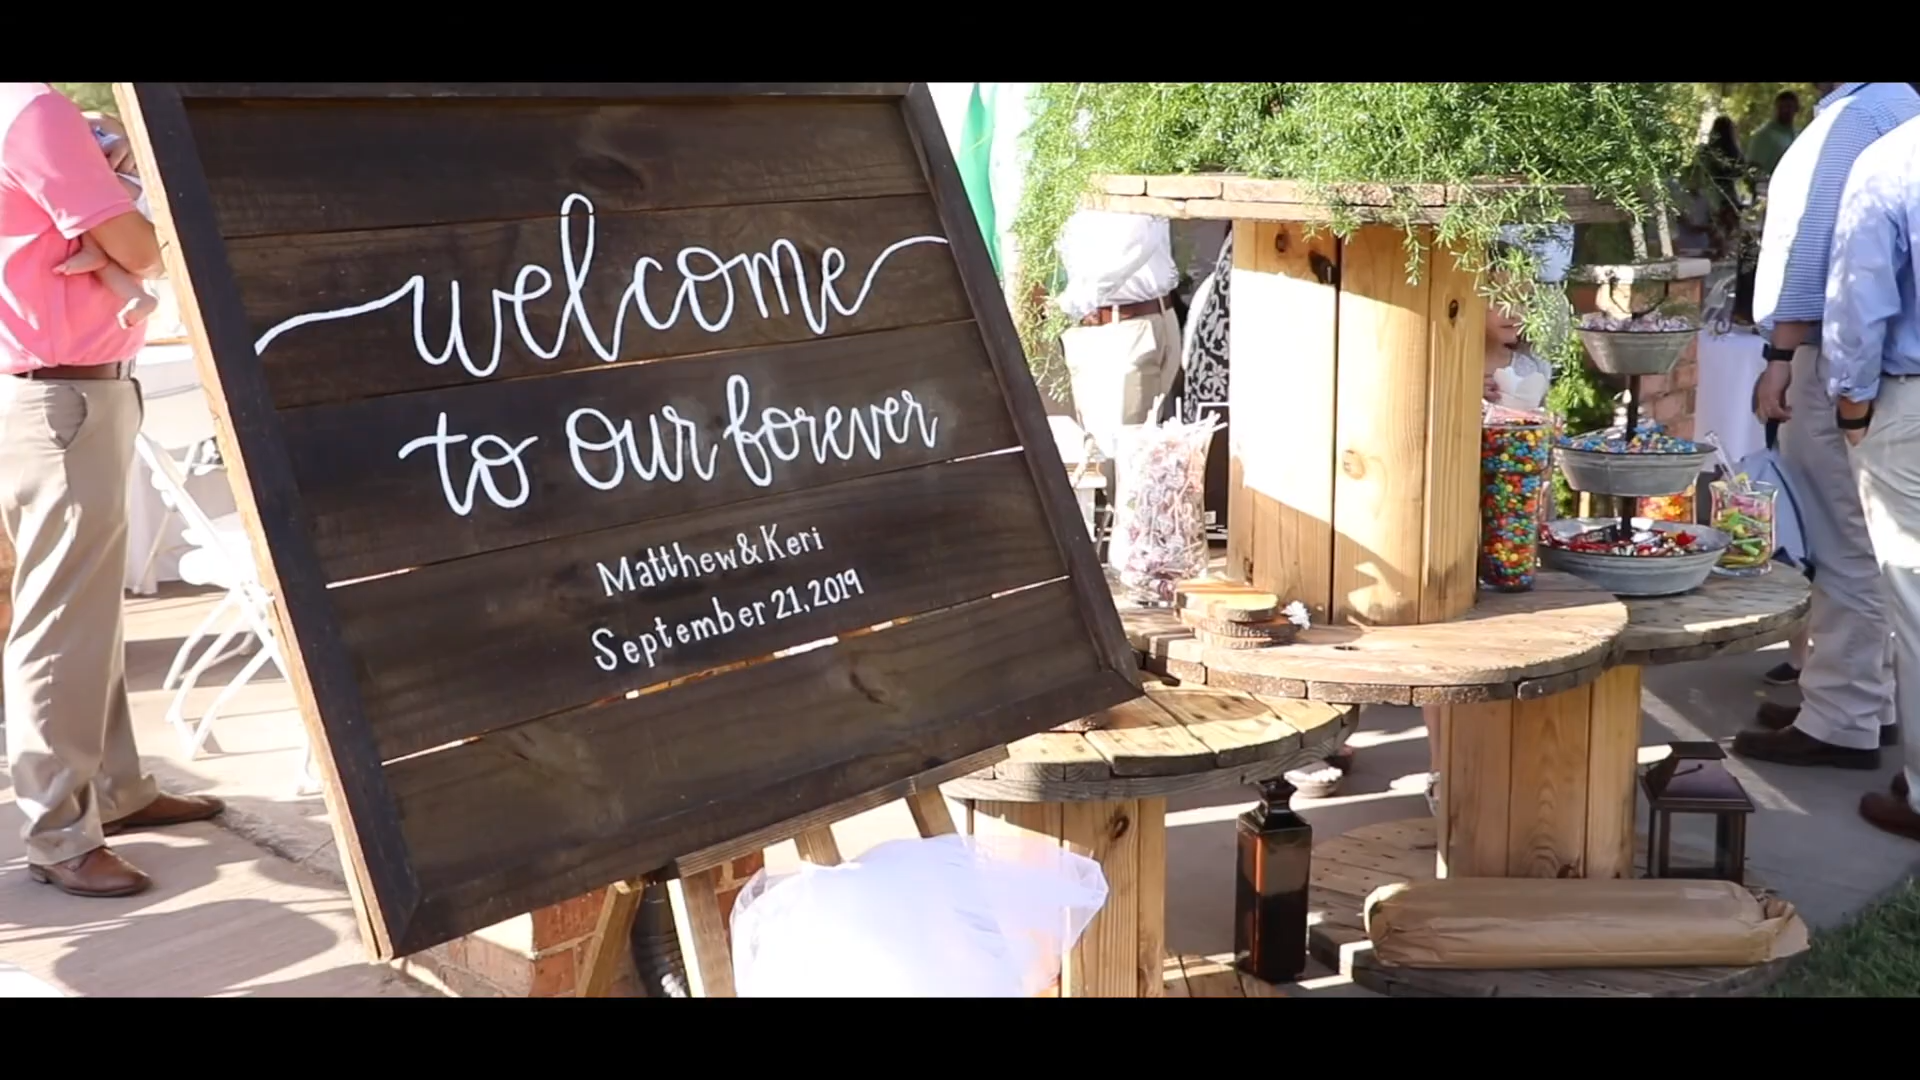 welcome
to our forever
Matthew & Keri
September 21, 2019